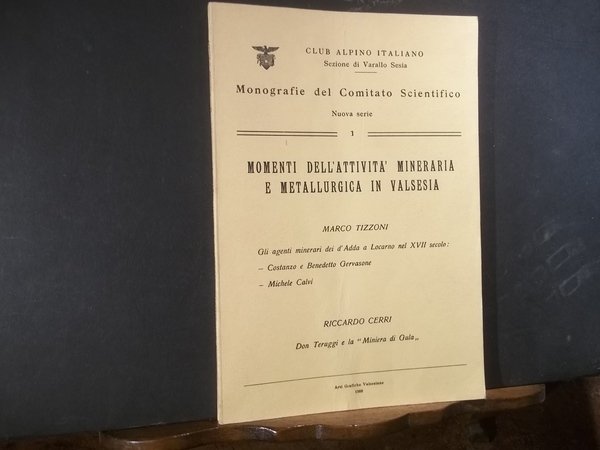 CLUB ALPINO ITALIANO
Sezione di Varallo Sesia
Monografie del Comitato Scientifico
Nuova serie
1
MOMENTI DELL'ATTIVITA' MINERARIA
E METALLURGICA IN VALSESIA
MARCO TIZZONI
Gli agenti minerari dei d'Adda a Locarno nel XVII secolo:
- Costanzo e Benedetto Gervasone
- Michele Calvi
RICCARDO CERRI
Don Teruggi e la "Miniera di Gula„
Arti Grafiche Valsesiane